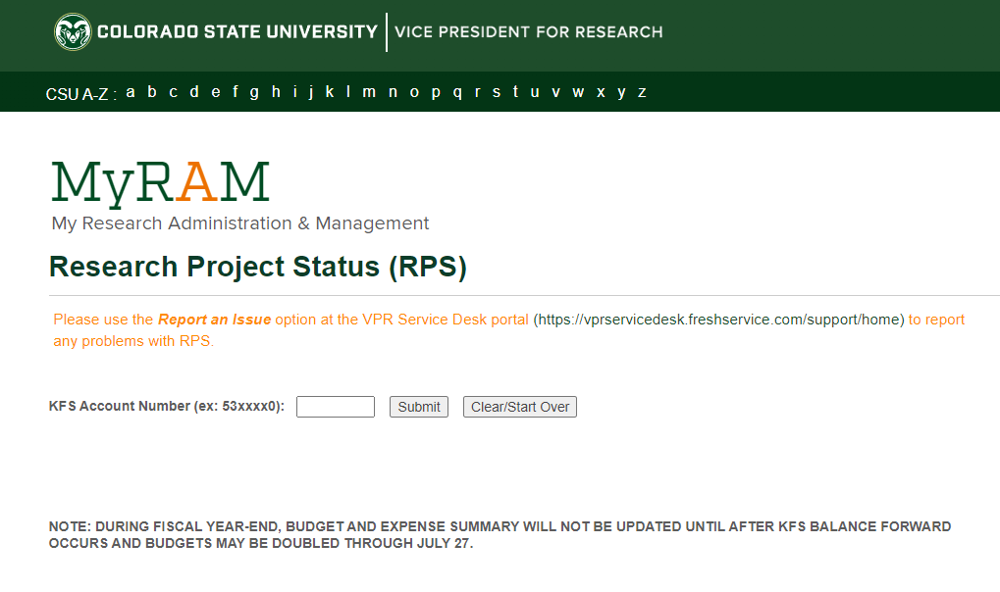 COLORADO STATE UNIVERSITY VICE PRESIDENT FOR RESEARCH
CSU A-Z : a b c d e f g h i j k l m n o p q r s t u v w x y z
MyRAM
My Research Administration & Management
Research Project Status (RPS)
Please use the Report an Issue option at the VPR Service Desk portal (https://vprservicedesk.freshservice.com/support/home) to report
any problems with RPS.
KFS Account Number (ex: 53xxxx0): Submit Clear/Start Over
NOTE: DURING FISCAL YEAR-END, BUDGET AND EXPENSE SUMMARY WILL NOT BE UPDATED UNTIL AFTER KFS BALANCE FORWARD
OCCURS AND BUDGETS MAY BE DOUBLED THROUGH JULY 27.